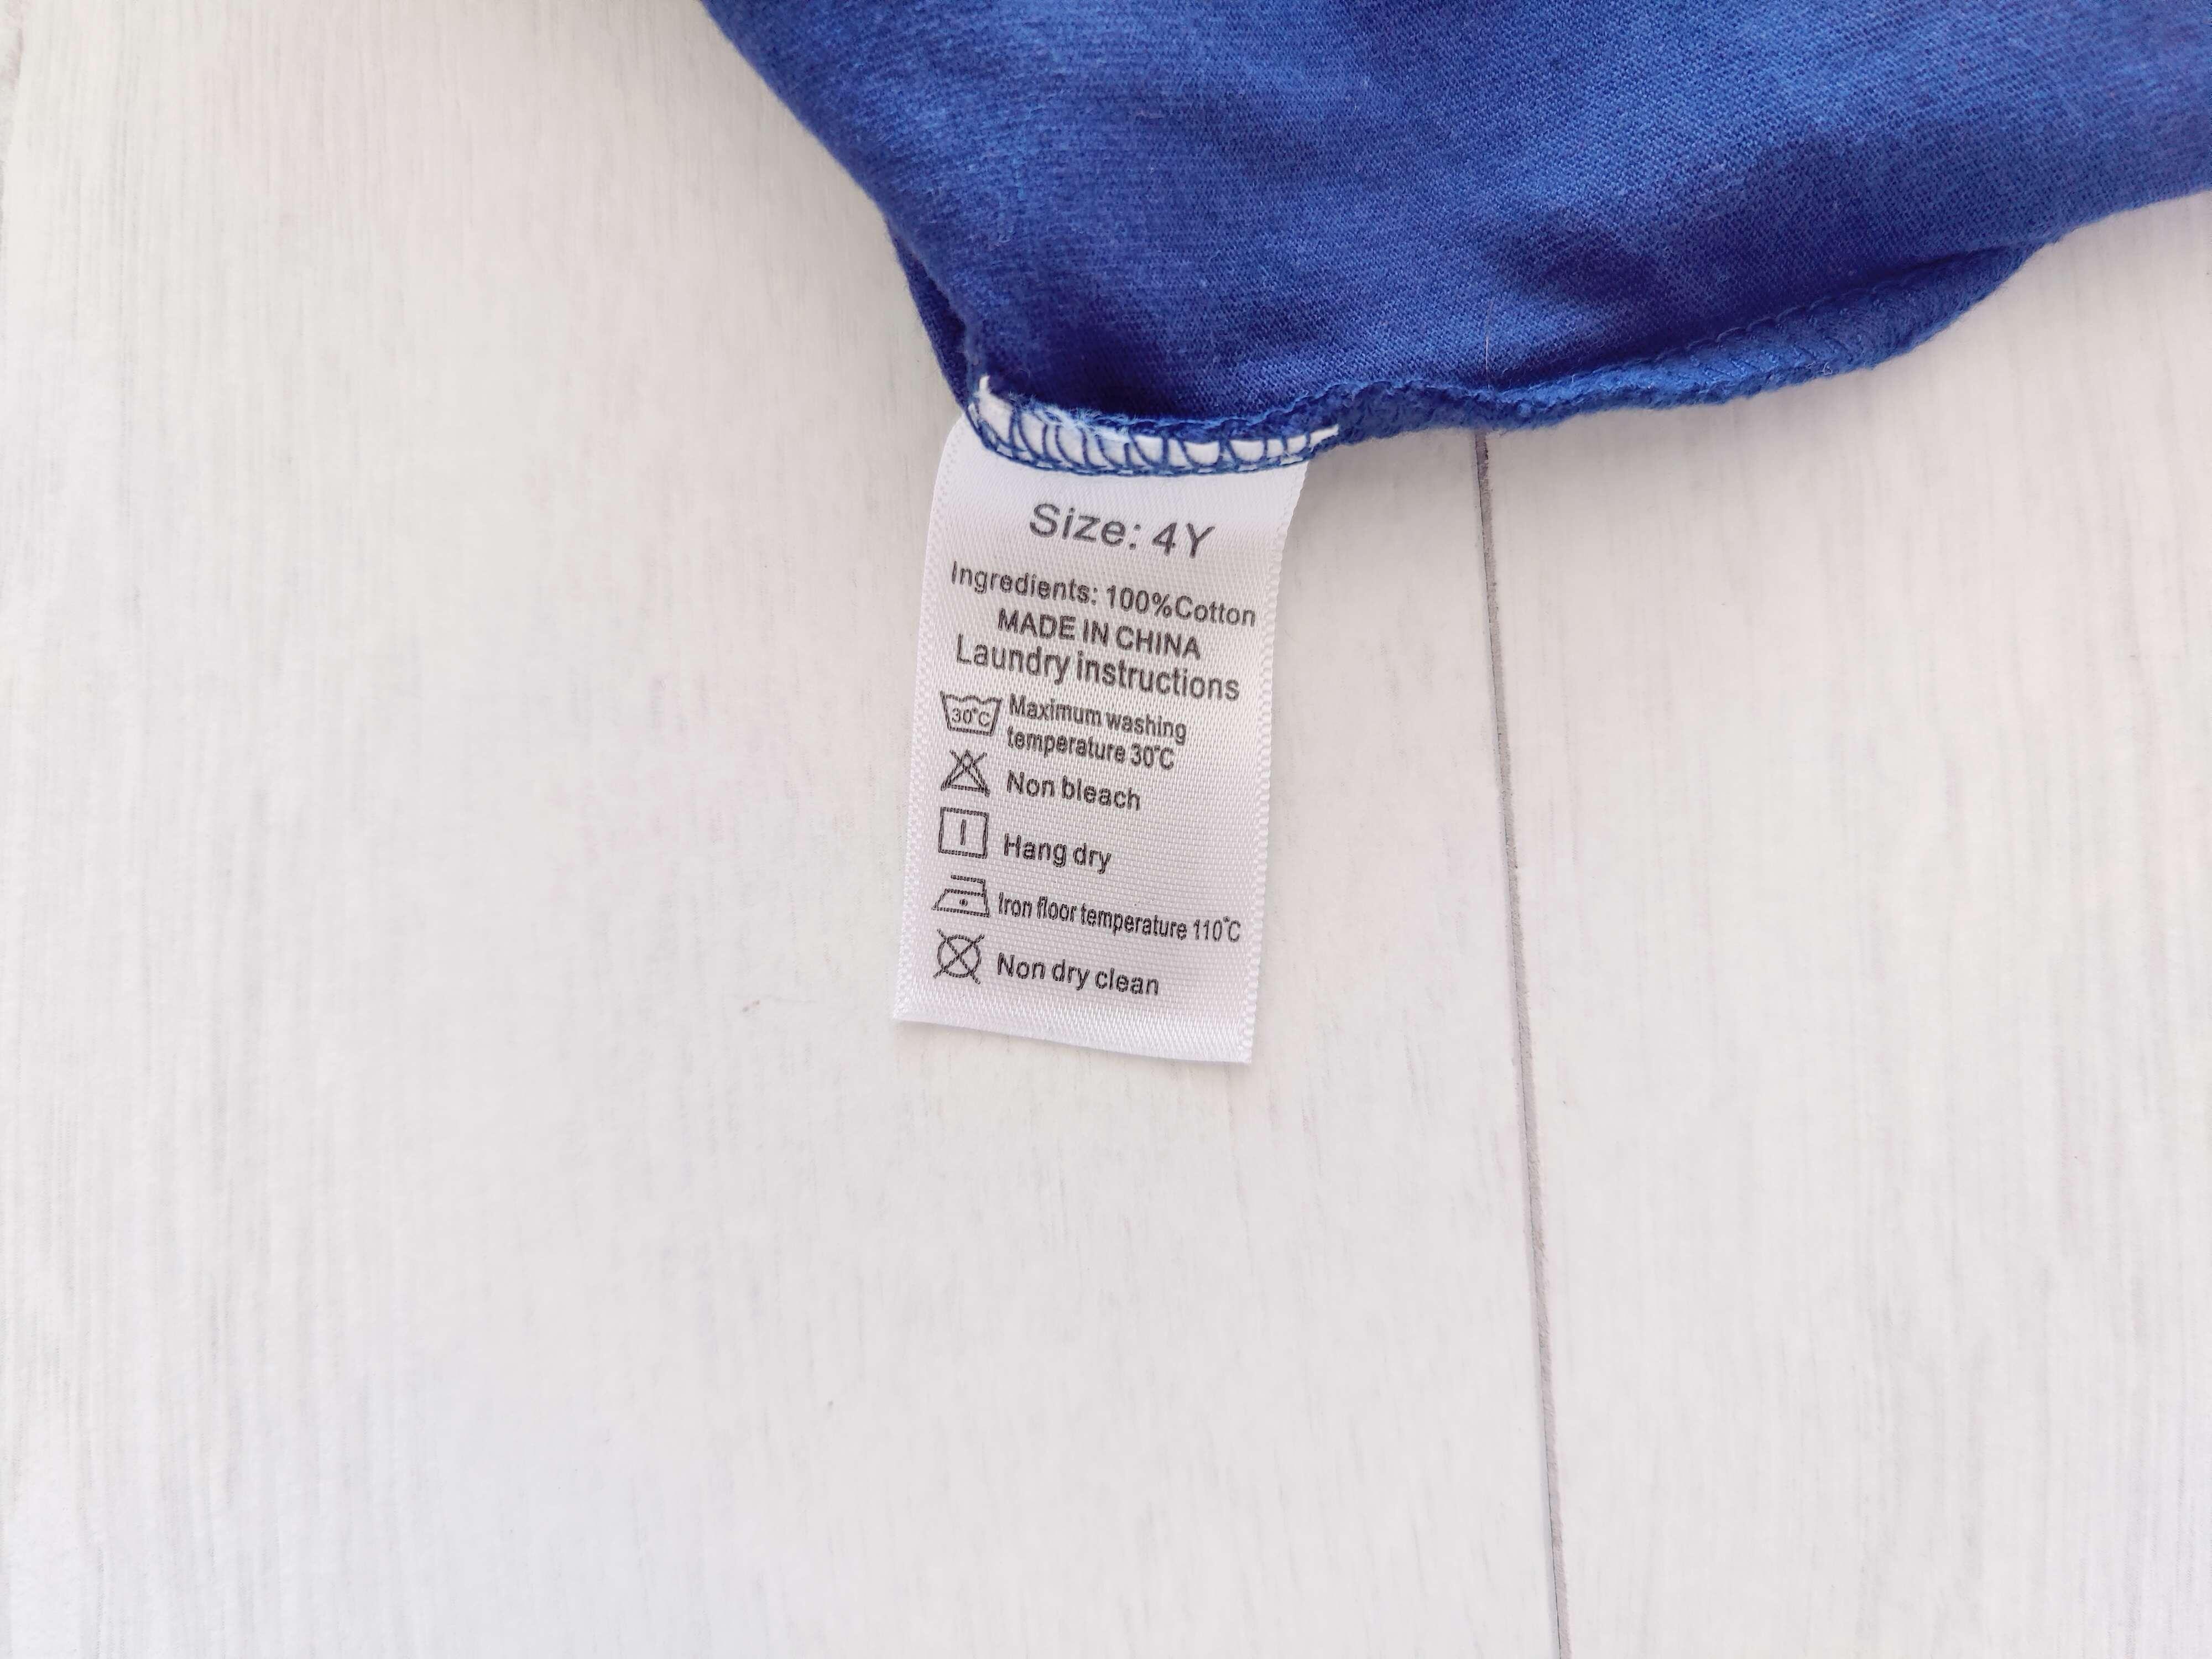 Size: 4Y
Ingredients: 100%Cotton
MADE IN CHINA
Laundry instructions
30°C Maximum washing
temperature 30°C
Non bleach
Hang dry
Iron floor temperature 110°C
Non dry clean